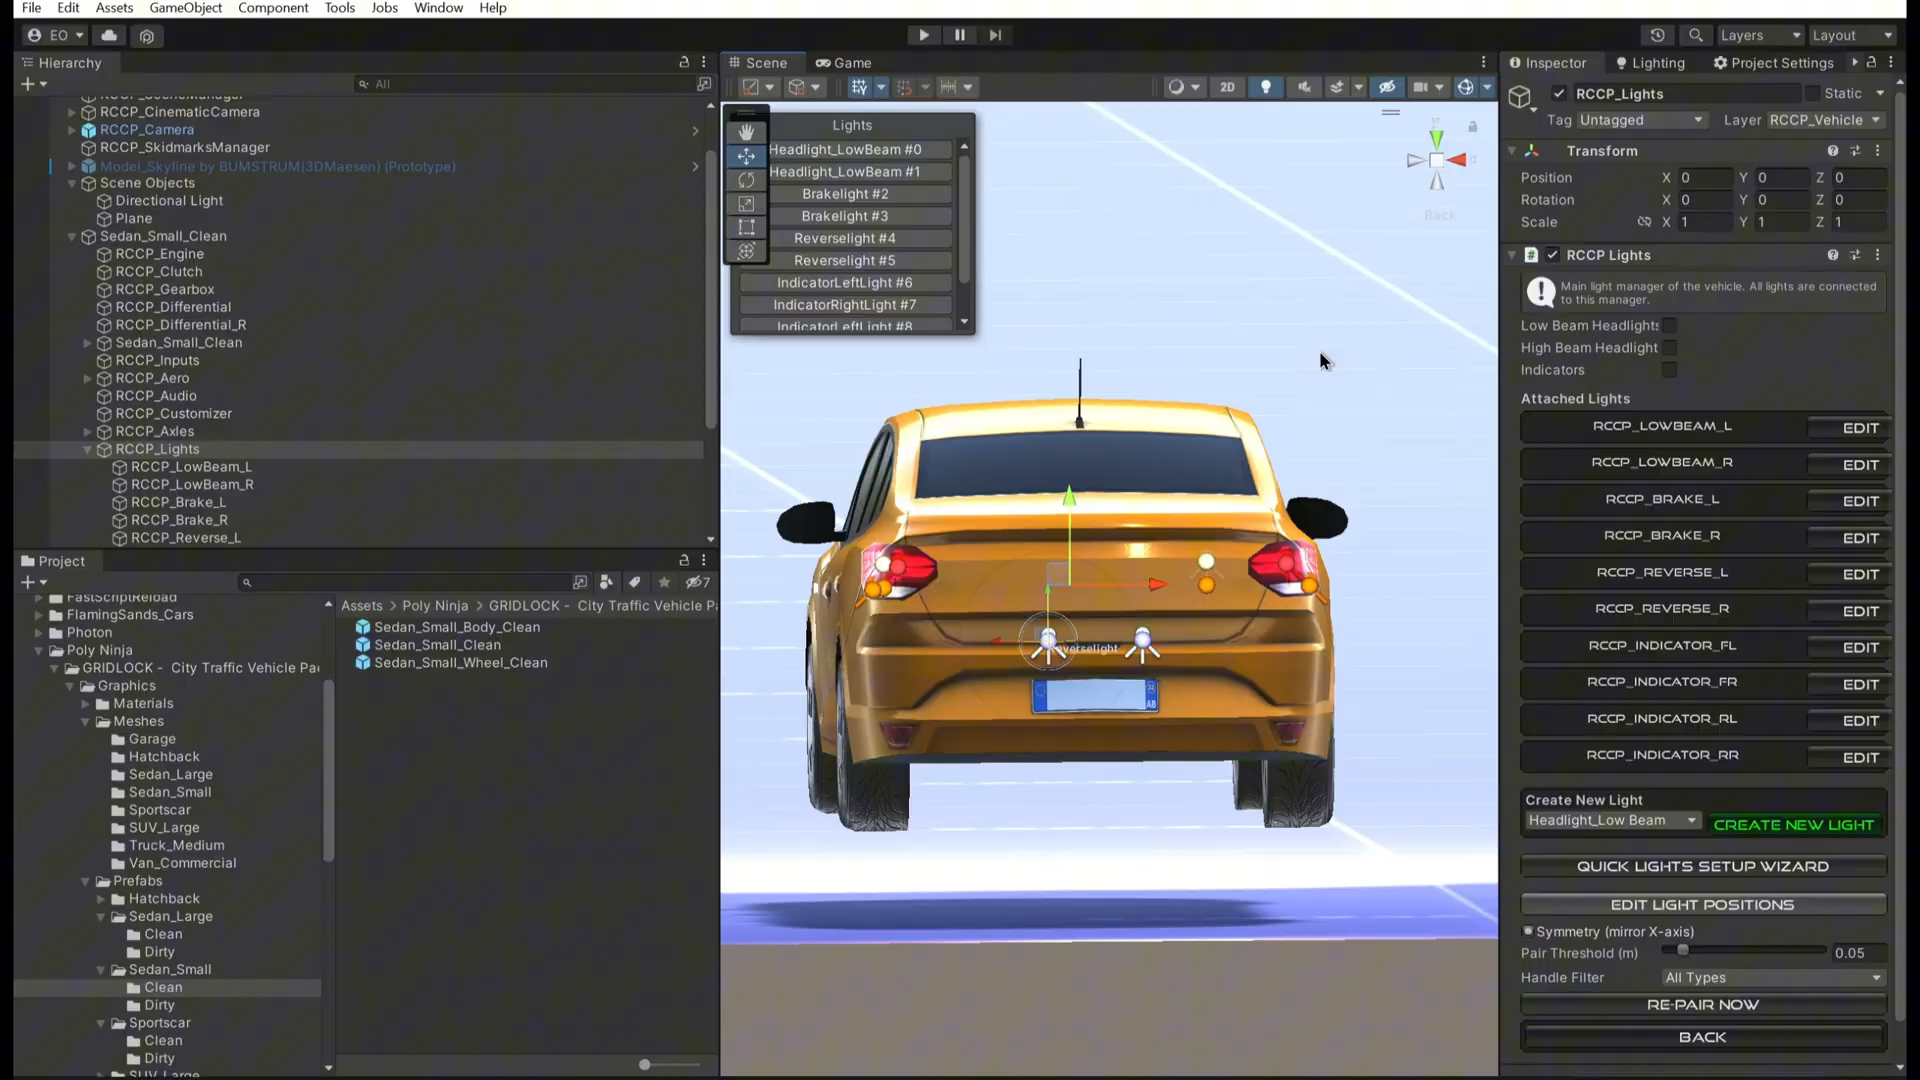 File Edit Assets GameObject Component Tools Jobs Window Help
EO Layers Layout
Hierarchy
All
RCCP_SceneManager
RCCP_CinematicCamera
RCCP_Camera
RCCP_SkidmarksManager
Model_Skyline by BUMSTRUM(3DMaesen) (Prototype)
Scene Objects
Directional Light
Plane
Sedan_Small_Clean
RCCP_Engine
RCCP_Clutch
RCCP_Gearbox
RCCP_Differential
RCCP_Differential_R
Sedan_Small_Clean
RCCP_Inputs
RCCP_Aero
RCCP_Audio
RCCP_Customizer
RCCP_Axles
RCCP_Lights
RCCP_LowBeam_L
RCCP_LowBeam_R
RCCP_Brake_L
RCCP_Brake_R
RCCP_Reverse_L
Project
7
FastScriptReload
FlamingSands_Cars
Photon
Poly Ninja
GRIDLOCK - City Traffic Vehicle Pa
Graphics
Materials
Meshes
Garage
Hatchback
Sedan_Large
Sedan_Small
Sportscar
SUV_Large
Truck_Medium
Van_Commercial
Prefabs
Hatchback
Sedan_Large
Clean
Dirty
Sedan_Small
Clean
Dirty
Sportscar
Clean
Dirty
SUV_Large
Assets > Poly Ninja > GRIDLOCK - City Traffic Vehicle P
Sedan_Small_Body_Clean
Sedan_Small_Clean
Sedan_Small_Wheel_Clean
Scene Game
2D
Lights
Headlight_LowBeam #0
Headlight_LowBeam #1
Brakelight #2
Brakelight #3
Reverselight #4
Reverselight #5
IndicatorLeftLight #6
IndicatorRightLight #7
IndicatorLeftLight #8
Back
Reverselight
AB
Inspector Lighting Project Settings
RCCP_Lights Static
Tag Untagged Layer RCCP_Vehicle
Transform
Position X 0 Y 0 Z 0
Rotation X 0 Y 0 Z 0
Scale X 1 Y 1 Z 1
RCCP Lights
Main light manager of the vehicle. All lights are connected
to this manager.
Low Beam Headlights
High Beam Headlight
Indicators
Attached Lights
RCCP_LOWBEAM_L EDIT
RCCP_LOWBEAM_R EDIT
RCCP_BRAKE_L EDIT
RCCP_BRAKE_R EDIT
RCCP_REVERSE_L EDIT
RCCP_REVERSE_R EDIT
RCCP_INDICATOR_FL EDIT
RCCP_INDICATOR_FR EDIT
RCCP_INDICATOR_RL EDIT
RCCP_INDICATOR_RR EDIT
Create New Light
Headlight_Low Beam CREATE NEW LIGHT
QUICK LIGHTS SETUP WIZARD
EDIT LIGHT POSITIONS
Symmetry (mirror X-axis)
Pair Threshold (m) 0.05
Handle Filter All Types
RE-PAIR NOW
BACK